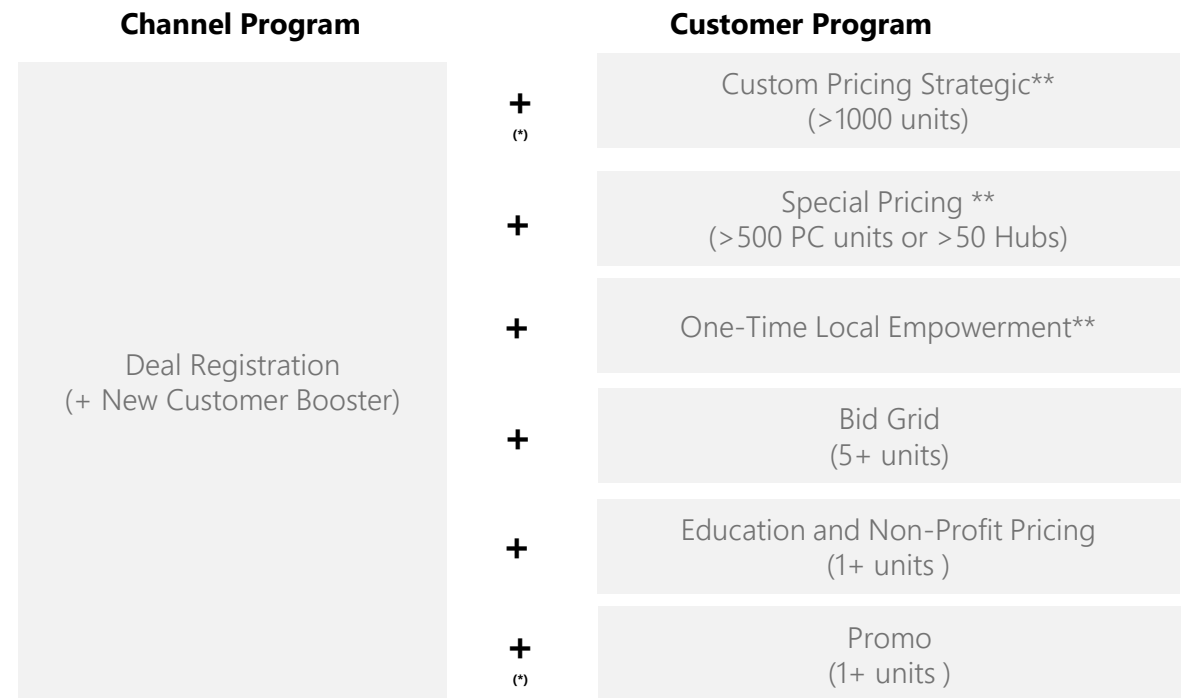 Channel Program
Customer Program
Deal Registration
(+ New Customer Booster)
+
(*)
Custom Pricing Strategic**
(>1000 units)
+
Special Pricing **
(>500 PC units or >50 Hubs)
+
One-Time Local Empowerment**
+
Bid Grid
(5+ units)
+
Education and Non-Profit Pricing
(1+ units )
+
(*)
Promo
(1+ units )